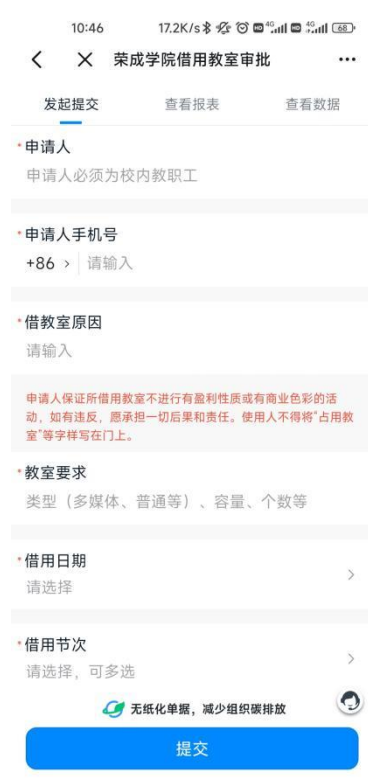 10:46 17.2K/s HD 4G HD 4G 68
荣成学院借用教室审批
发起提交 查看报表 查看数据
*申请人
申请人必须为校内教职工
*申请人手机号
+86 > 请输入
*借教室原因
请输入
申请人保证所借用教室不进行有盈利性质或有商业色彩的活
动，如有违反，愿承担一切后果和责任。使用人不得将“占用教
室”等字样写在门上。
*教室要求
类型（多媒体、普通等）、容量、个数等
*借用日期
请选择
*借用节次
请选择，可多选
无纸化单据，减少组织碳排放
提交